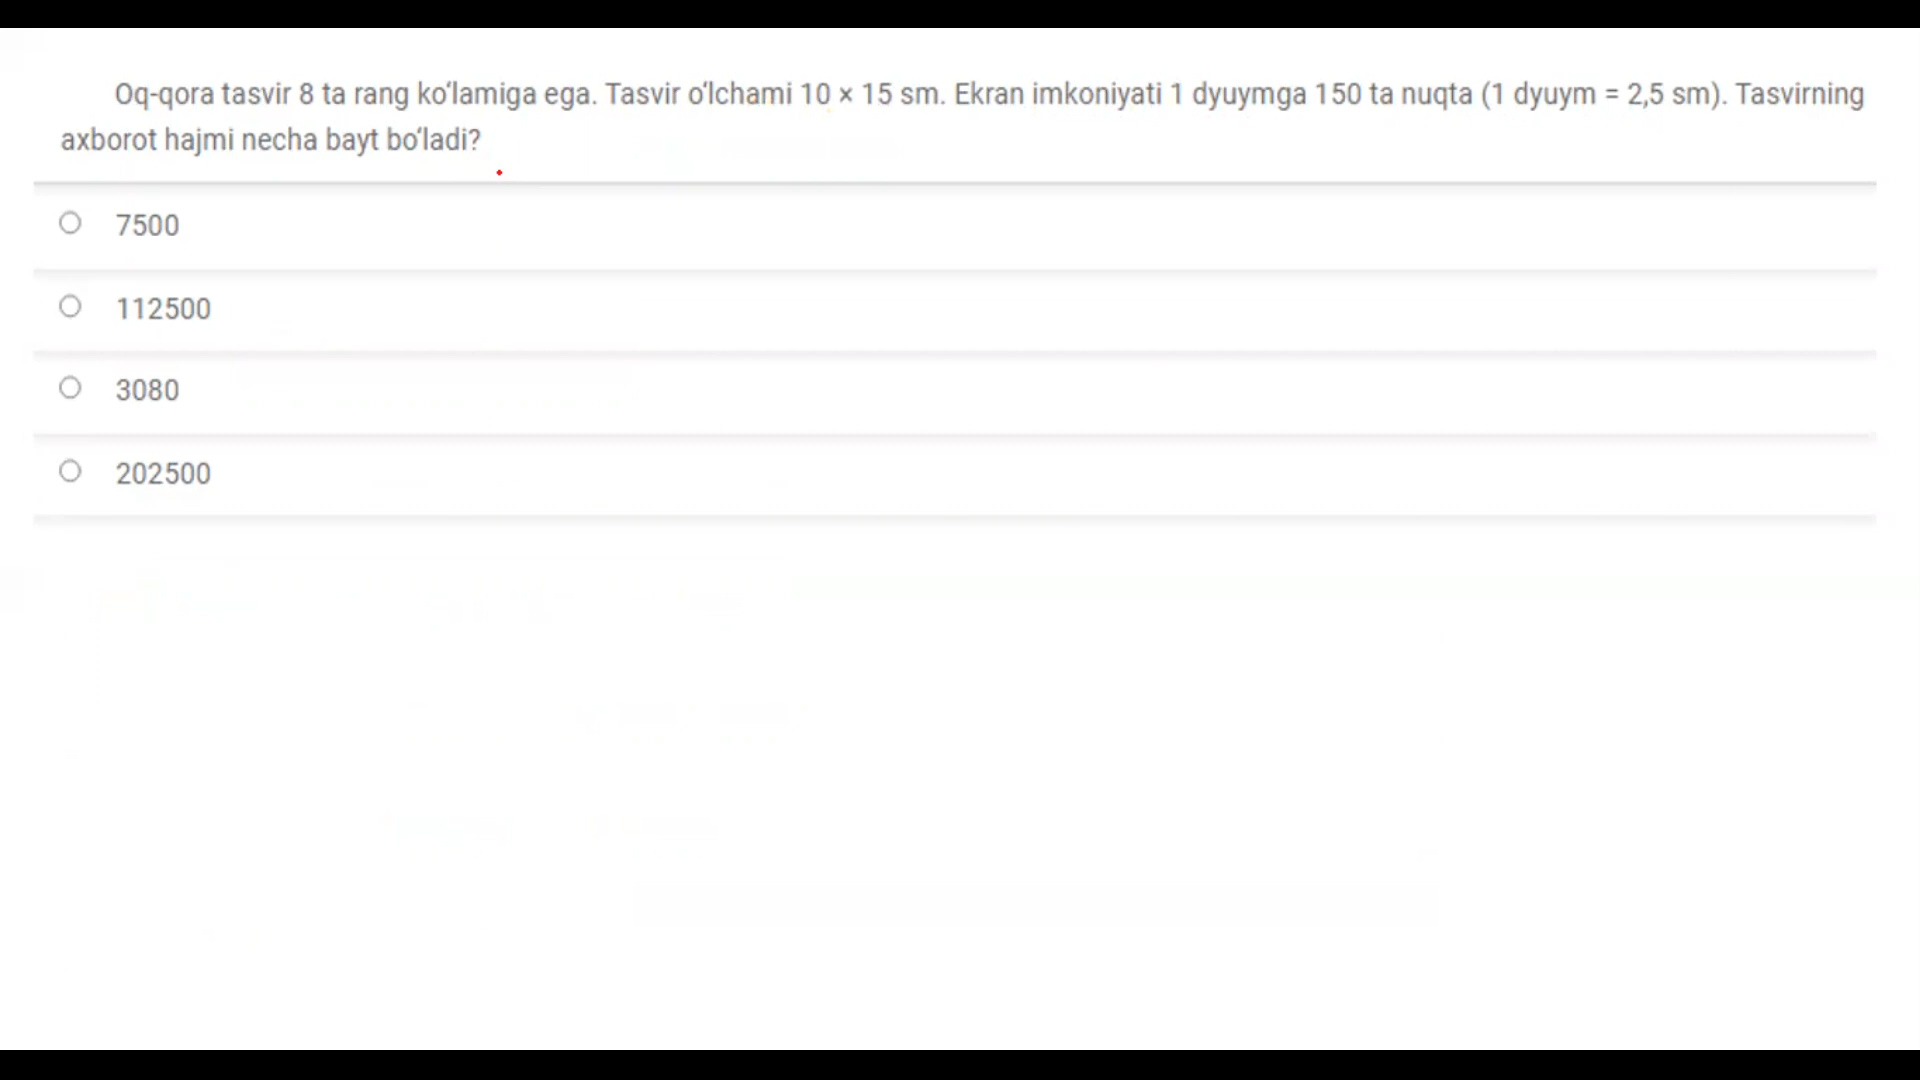 Oq-qora tasvir 8 ta rang ko‘lamiga ega. Tasvir o‘lchami 10 × 15 sm. Ekran imkoniyati 1 dyuymga 150 ta nuqta (1 dyuym = 2,5 sm). Tasvirning
axborot hajmi necha bayt bo‘ladi?
7500
112500
3080
202500